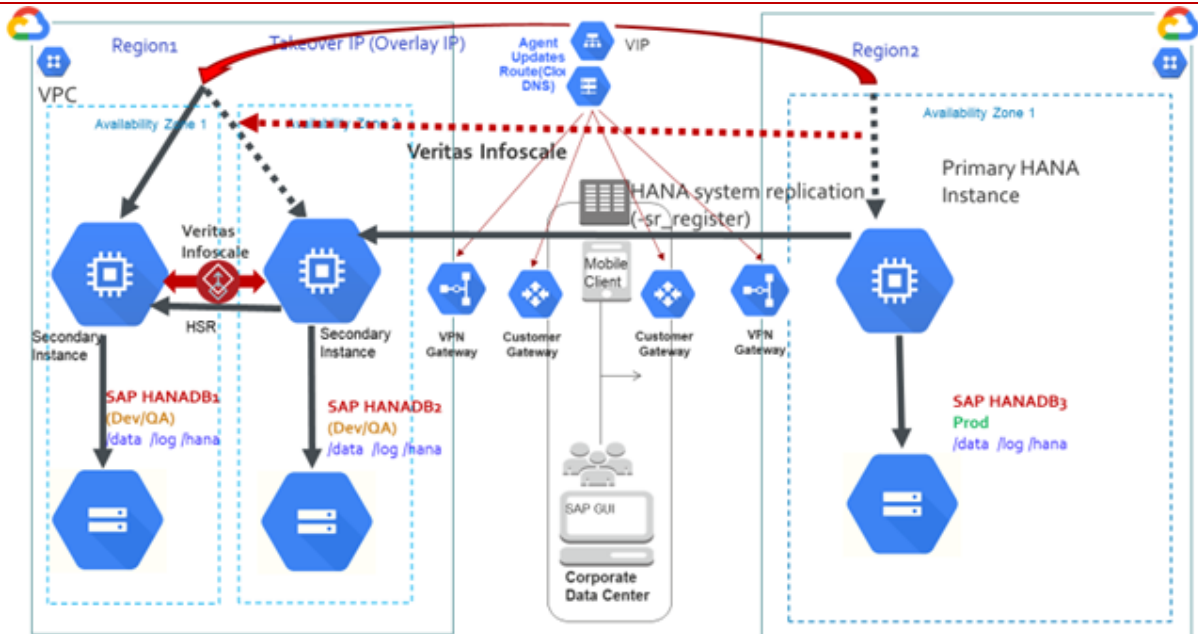 Region1
Takeover IP (Overlay IP)
Agent
Updates
Route(Clo
DNS)
VIP
Region2
VPC
Availability Zone 1
Availability Zone
Availability Zone 1
Veritas Infoscale
Primary HANA
Instance
HANA system replication
(-sr_register)
Veritas
Infoscale
Mobile
Client
HSR
Secondary
Instance
Secondary
Instance
VPN
Gateway
Customer
Gateway
Customer
Gateway
VPN
Gateway
SAP HANADB1
(Dev/QA)
/data /log /hana
SAP HANADB2
(Dev/QA)
/data /log /hana
SAP HANADB3
Prod
/data /log /hana
SAP GUI
Corporate
Data Center